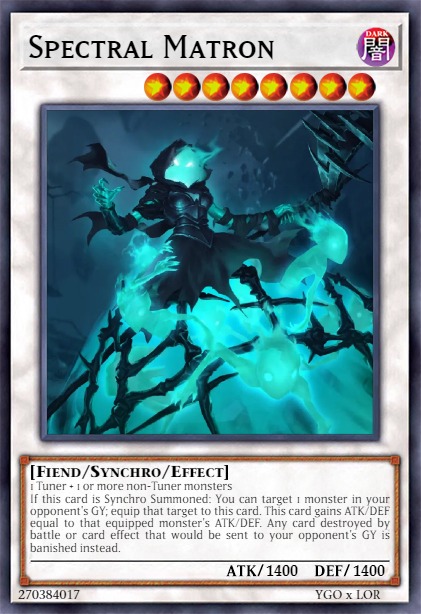 SPECTRAL MATRON
DARK
闇
[FIEND/SYNCHRO/EFFECT]
1 Tuner + 1 or more non-Tuner monsters
If this card is Synchro Summoned: You can target 1 monster in your
opponent's GY; equip that target to this card. This card gains ATK/DEF
equal to that equipped monster's ATK/DEF. Any card destroyed by
battle or card effect that would be sent to your opponent's GY is
banished instead.
ATK/1400 DEF/1400
270384017 YGO x LOR